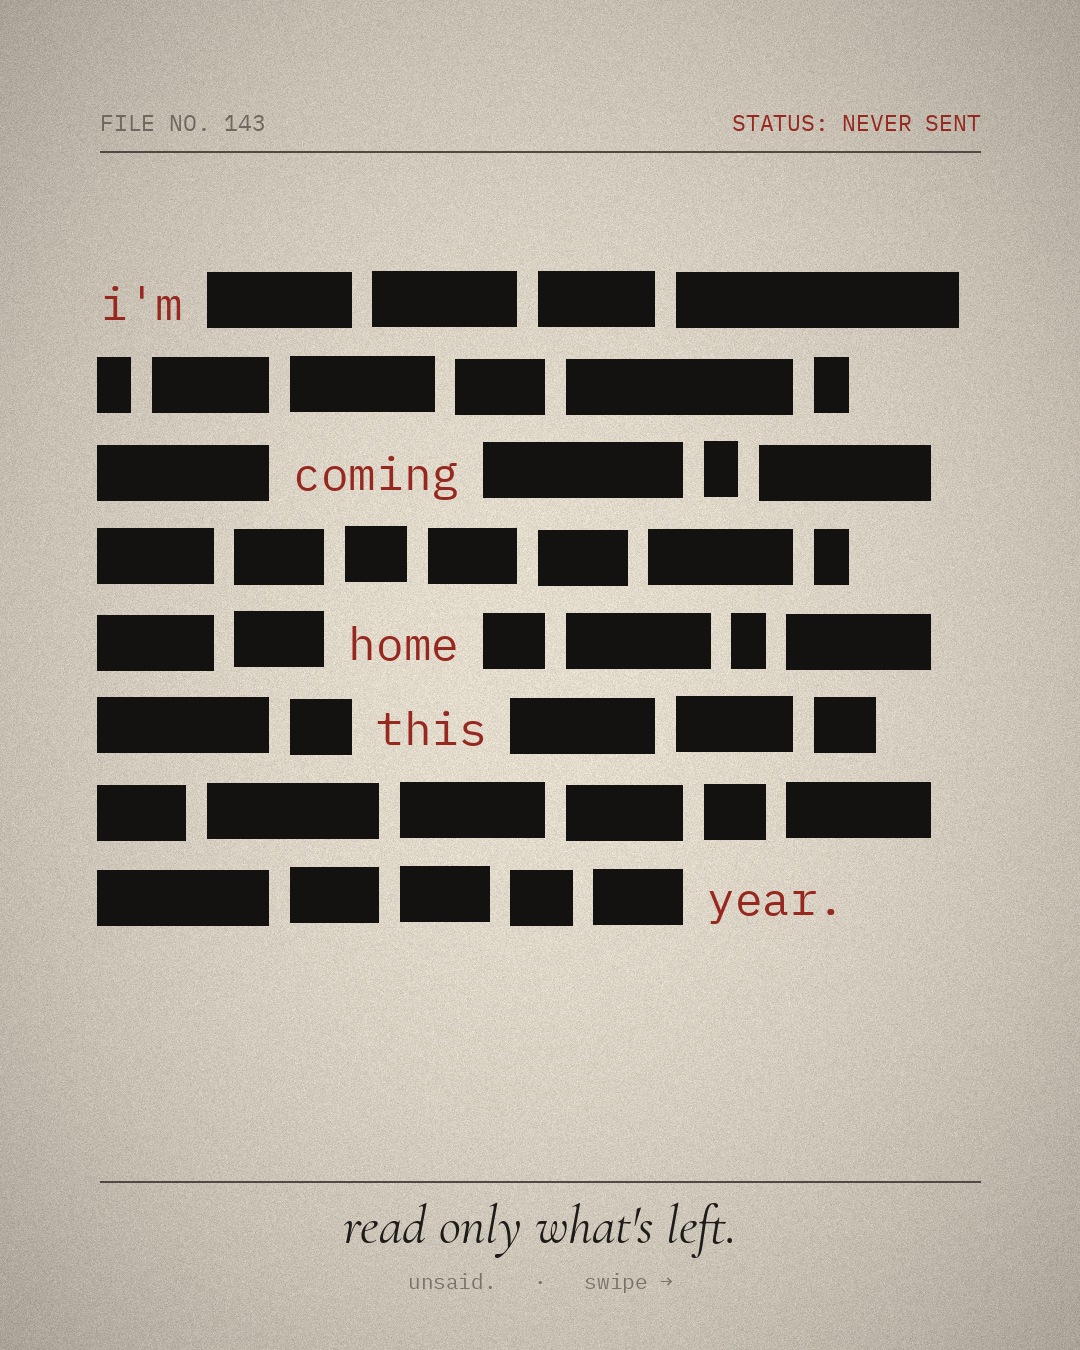 FILE NO. 143
STATUS: NEVER SENT
i'm
coming
home
this
year.
read only what's left.
unsaid. · swipe →